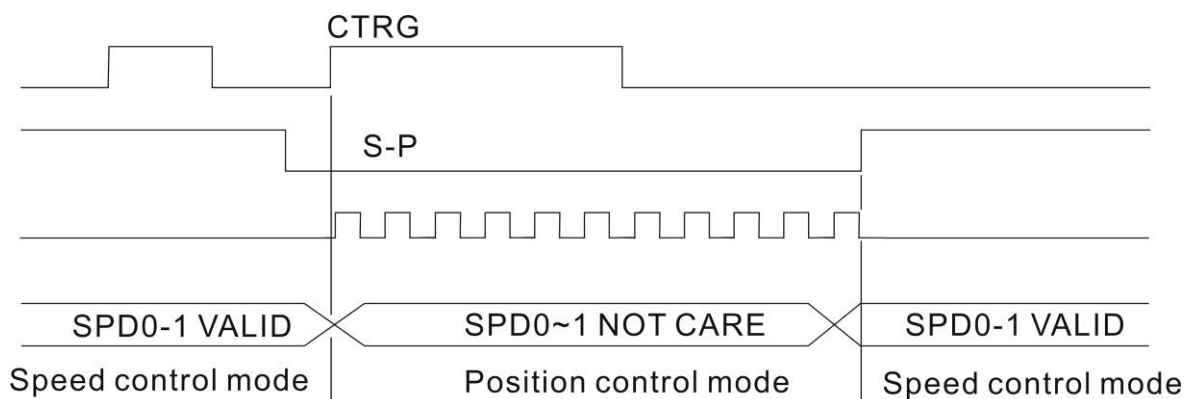 CTRG
S-P
SPD0-1 VALID SPD0~1 NOT CARE SPD0-1 VALID
Speed control mode Position control mode Speed control mode